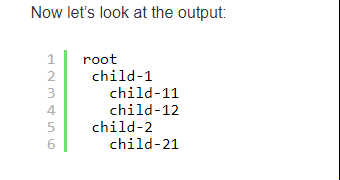 Now let's look at the output:
1 root
2  child-1
3    child-11
4    child-12
5  child-2
6    child-21